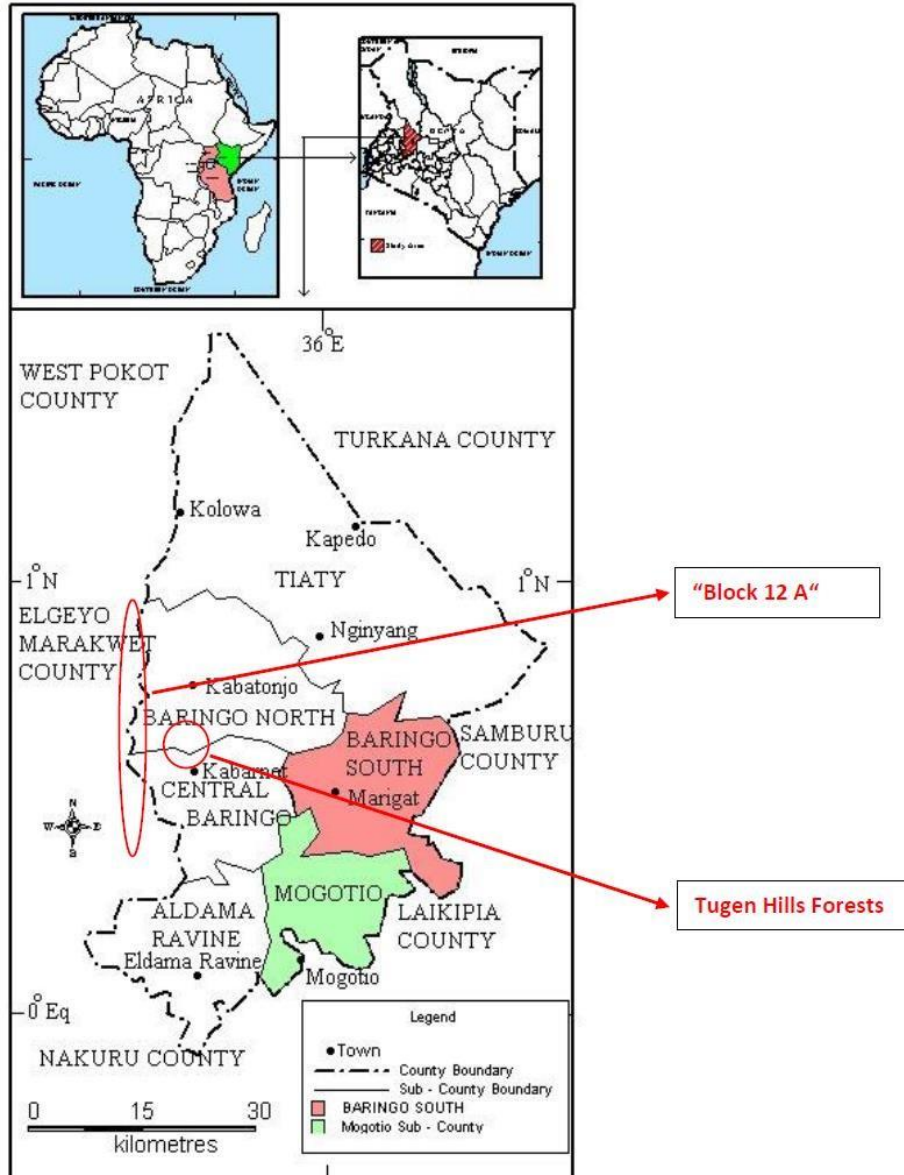 AFRICA
PACIFIC OCEAN
KENYA
Study Area
36°E
WEST POKOT
COUNTY
TURKANA COUNTY
Kolowa
Kapedo
1°N
1°N
TIATY
"Block 12 A"
ELGEYO
MARAKWET
COUNTY
Nginyang
Kabatonjo
BARINGO NORTH
SAMBURU
COUNTY
BARINGO
SOUTH
Kabarnet
CENTRAL
BARINGO
Marigat
N
W
E
S
MOGOTIO
Tugen Hills Forests
ALDAMA
RAVINE
LAIKIPIA
COUNTY
Eldama Ravine
Mogotio
0°Eq
Legend
Town
County Boundary
Sub - County Boundary
BARINGO SOUTH
Mogotio Sub - County
NAKURU COUNTY
0 15 30
kilometres